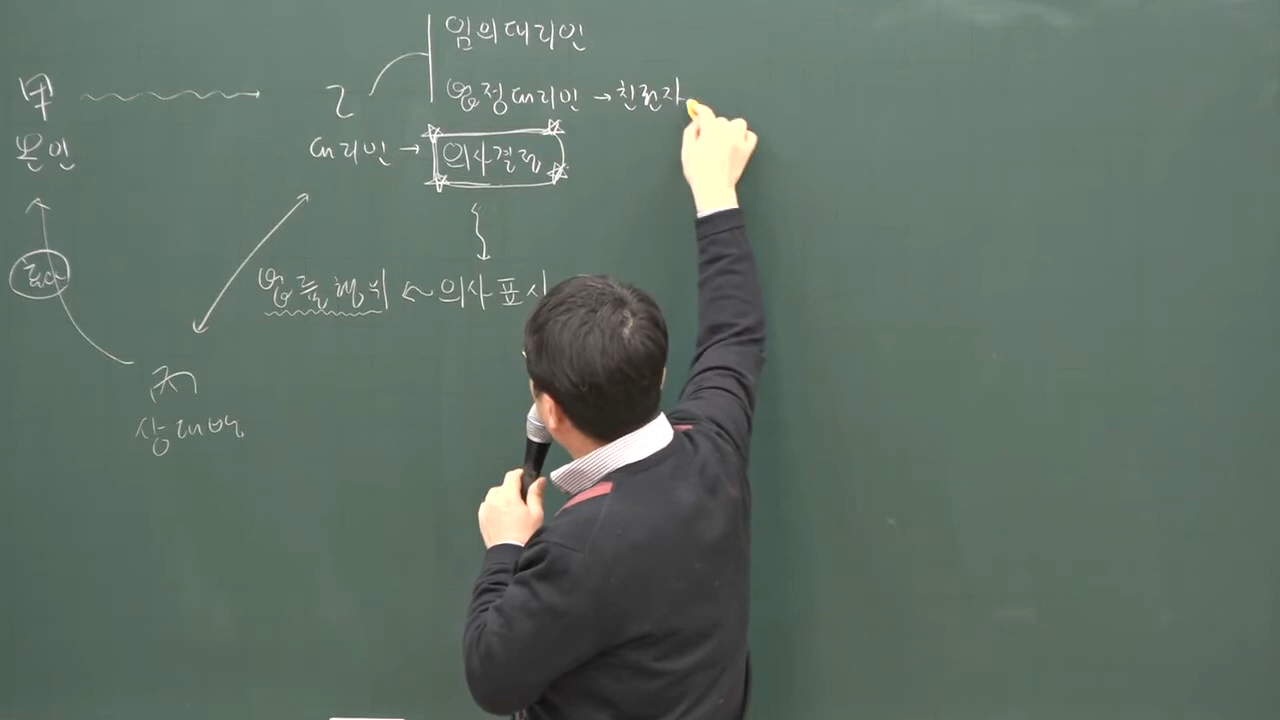 임의대리인
甲 乙 법정대리인 → 친권자
본인 대리인 → 의사결정
효과 법률행위 ← 의사표시
丙
상대방